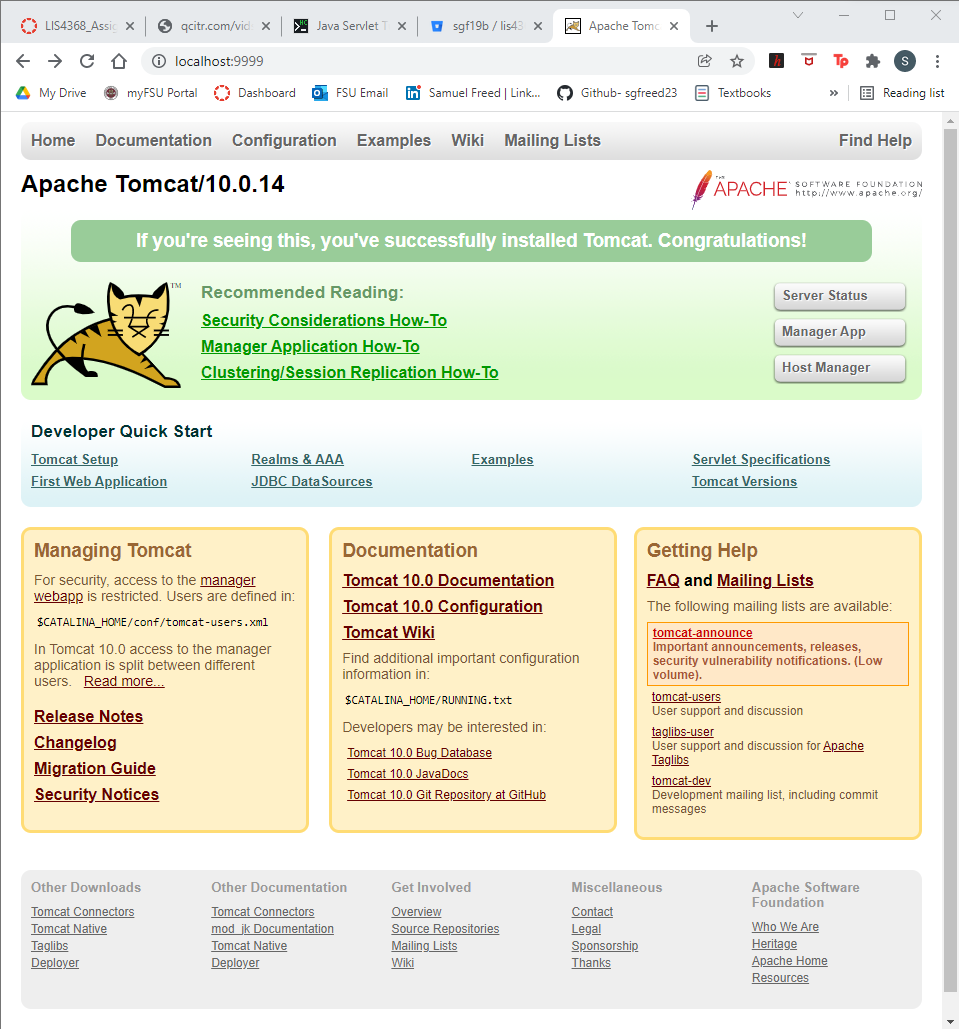 LIS4368_Assig
qcitr.com/vid
Java Servlet T
sgf19b / lis43
Apache Tomc
localhost:9999
S
My Drive
myFSU Portal
Dashboard
FSU Email
Samuel Freed | Link...
Github- sgfreed23
Textbooks
»
Reading list
Home Documentation Configuration Examples Wiki Mailing Lists Find Help
Apache Tomcat/10.0.14
THE APACHE SOFTWARE FOUNDATION
http://www.apache.org/
If you're seeing this, you've successfully installed Tomcat. Congratulations!
TM
Recommended Reading:
Security Considerations How-To
Manager Application How-To
Clustering/Session Replication How-To
Server Status
Manager App
Host Manager
Developer Quick Start
Tomcat Setup
First Web Application
Realms & AAA
JDBC DataSources
Examples
Servlet Specifications
Tomcat Versions
Managing Tomcat
For security, access to the manager
webapp is restricted. Users are defined in:
$CATALINA_HOME/conf/tomcat-users.xml
In Tomcat 10.0 access to the manager
application is split between different
users. Read more...
Release Notes
Changelog
Migration Guide
Security Notices
Documentation
Tomcat 10.0 Documentation
Tomcat 10.0 Configuration
Tomcat Wiki
Find additional important configuration
information in:
$CATALINA_HOME/RUNNING.txt
Developers may be interested in:
Tomcat 10.0 Bug Database
Tomcat 10.0 JavaDocs
Tomcat 10.0 Git Repository at GitHub
Getting Help
FAQ and Mailing Lists
The following mailing lists are available:
tomcat-announce
Important announcements, releases,
security vulnerability notifications. (Low
volume).
tomcat-users
User support and discussion
taglibs-user
User support and discussion for Apache
Taglibs
tomcat-dev
Development mailing list, including commit
messages
Other Downloads
Tomcat Connectors
Tomcat Native
Taglibs
Deployer
Other Documentation
Tomcat Connectors
mod_jk Documentation
Tomcat Native
Deployer
Get Involved
Overview
Source Repositories
Mailing Lists
Wiki
Miscellaneous
Contact
Legal
Sponsorship
Thanks
Apache Software
Foundation
Who We Are
Heritage
Apache Home
Resources